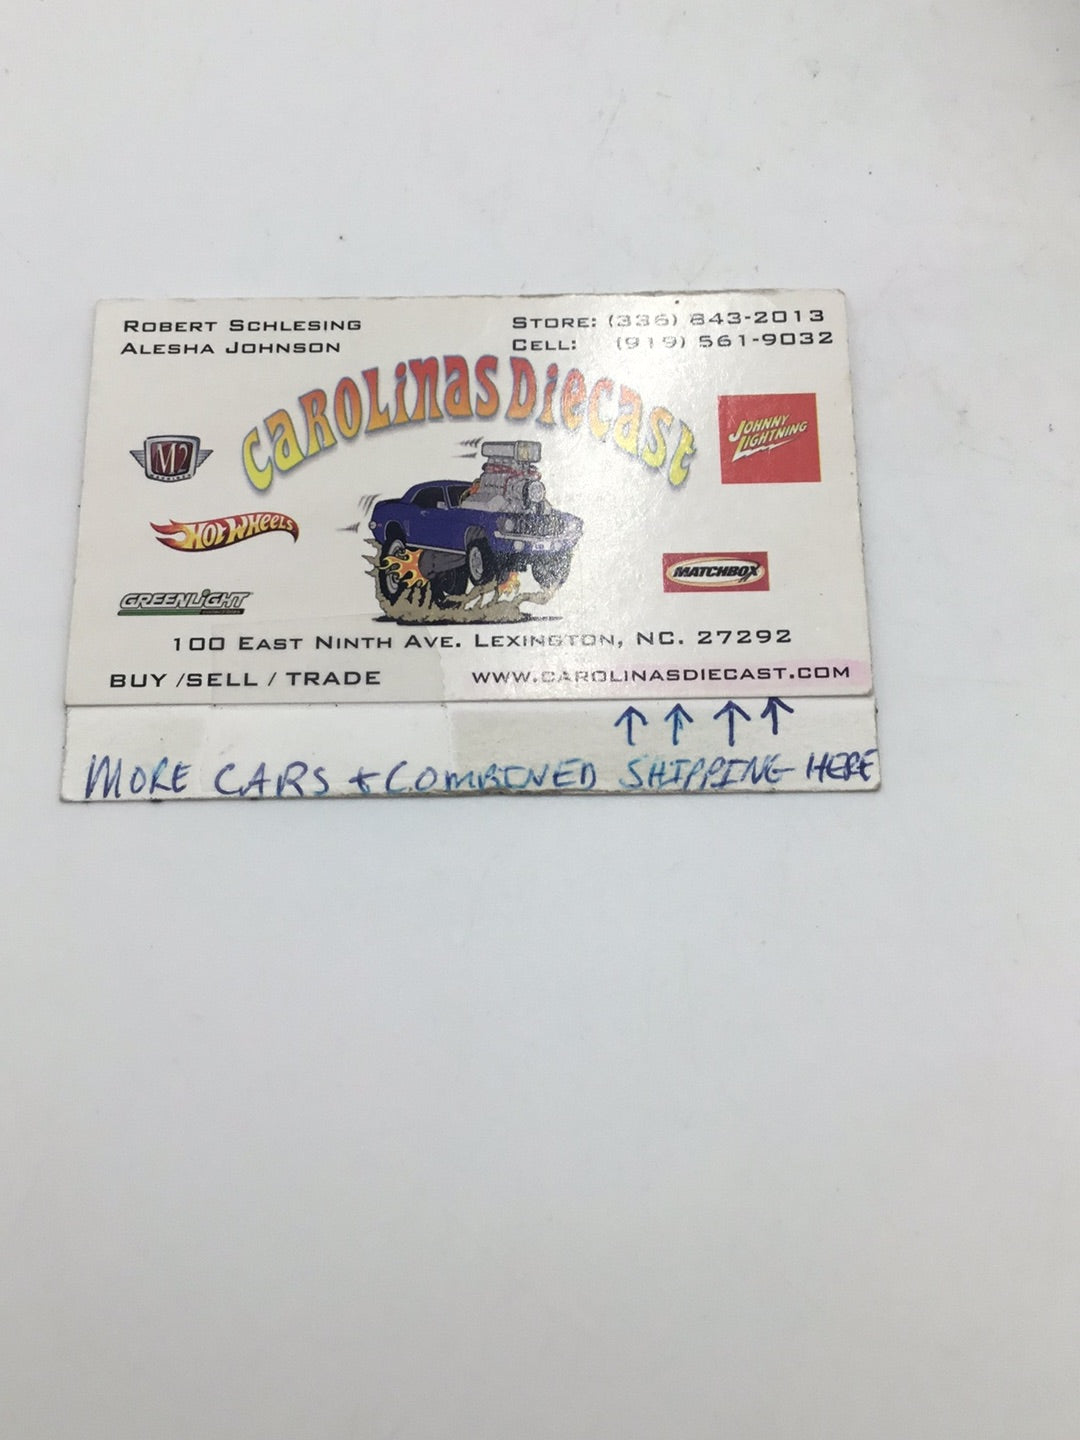 ROBERT SCHLESING
ALESHA JOHNSON
STORE: (336) 843-2013
CELL: (919) 561-9032
CAROLINAS DIECAST
M2
JOHNNY LIGHTNING
HOT WHEELS
MATCHBOX
GREENLIGHT
100 EAST NINTH AVE. LEXINGTON, NC. 27292
BUY /SELL / TRADE
WWW.CAROLINASDIECAST.COM
↑ ↑ ↑ ↑
MORE CARS + COMBINED SHIPPING HERE